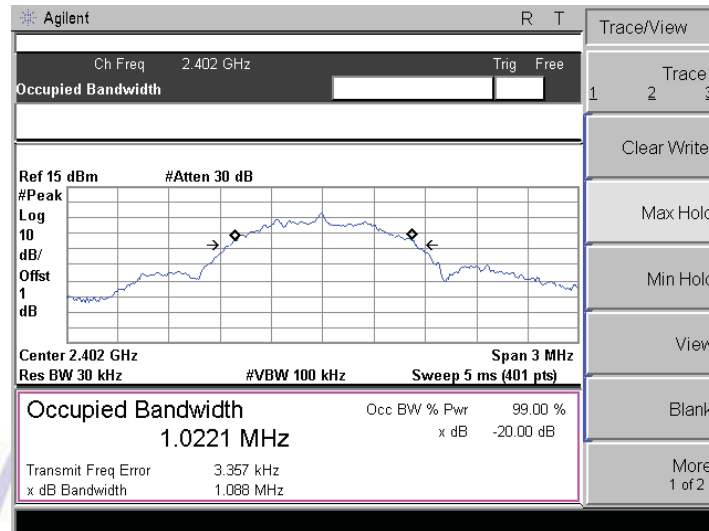 Agilent R T
Trace/View
Ch Freq 2.402 GHz Trig Free
Occupied Bandwidth
Trace
1 2 3
Clear Write
Max Hold
Min Hold
View
Blank
More
1 of 2
Ref 15 dBm #Atten 30 dB
#Peak
Log
10
dB/
Offst
1
dB
Center 2.402 GHz Span 3 MHz
Res BW 30 kHz #VBW 100 kHz Sweep 5 ms (401 pts)
Occupied Bandwidth Occ BW % Pwr 99.00 %
1.0221 MHz x dB -20.00 dB
Transmit Freq Error 3.357 kHz
x dB Bandwidth 1.088 MHz